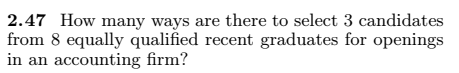 2.47 How many ways are there to select 3 candidates
from 8 equally qualified recent graduates for openings
in an accounting firm?